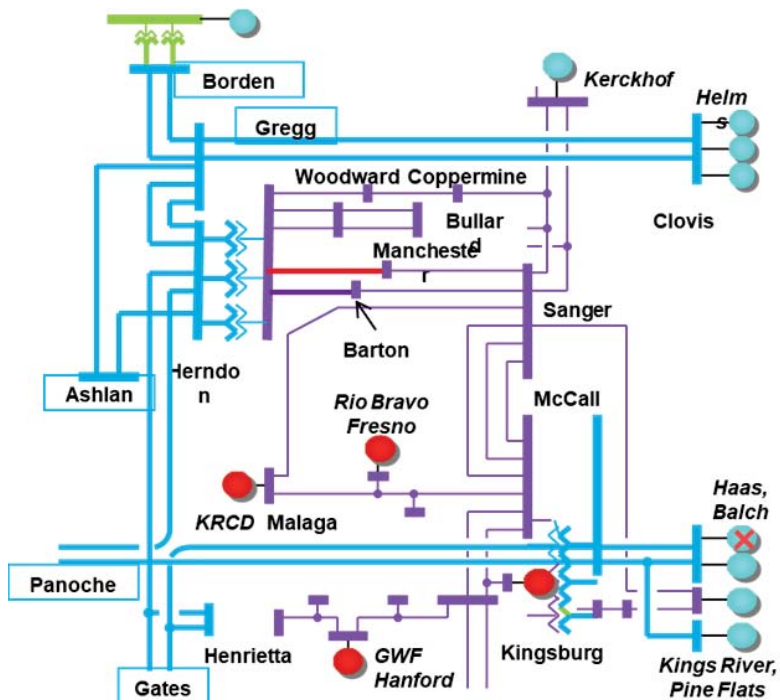 Borden
Kerckhof
Helm
s
Gregg
Woodward Coppermine
Bullar
d
Clovis
Mancheste
r
Sanger
Barton
Herndo
n
Ashlan
McCall
Rio Bravo
Fresno
Haas,
Balch
KRCD Malaga
Panoche
Henrietta
GWF
Hanford
Kingsburg
Kings River,
Pine Flats
Gates